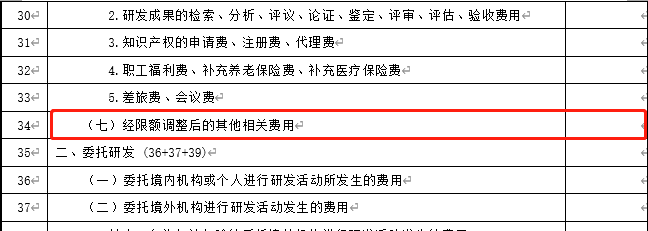 30 2.研发成果的检索、分析、评议、论证、鉴定、评审、评估、验收费用
31 3.知识产权的申请费、注册费、代理费
32 4.职工福利费、补充养老保险费、补充医疗保险费
33 5.差旅费、会议费
34 （七）经限额调整后的其他相关费用
35 二、委托研发 (36+37+39)
36 （一）委托境内机构或个人进行研发活动所发生的费用
37 （二）委托境外机构进行研发活动发生的费用